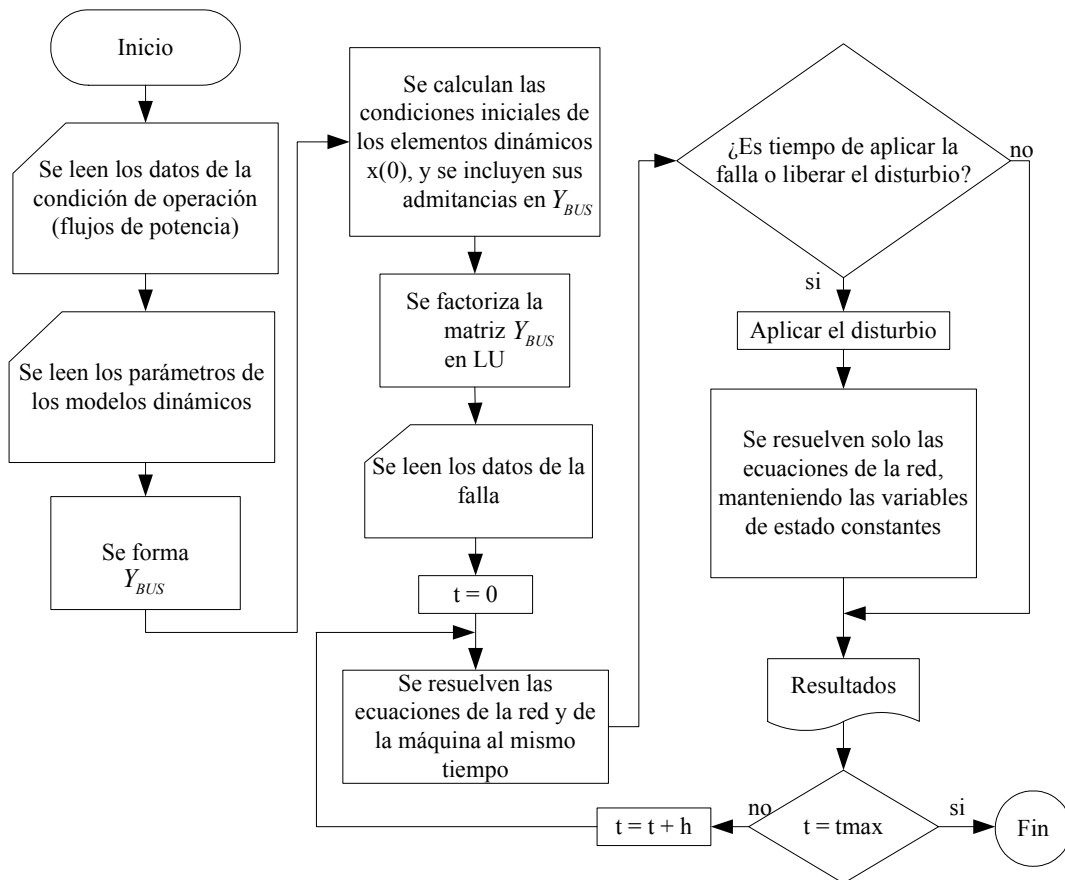 Inicio
Se leen los datos de la
condición de operación
(flujos de potencia)
Se leen los parámetros de
los modelos dinámicos
Se forma
Y_BUS
Se calculan las
condiciones iniciales de
los elementos dinámicos
x(0), y se incluyen sus
admitancias en Y_BUS
Se factoriza la
matriz Y_BUS
en LU
Se leen los datos de la
falla
t = 0
Se resuelven las
ecuaciones de la red y de
la máquina al mismo
tiempo
¿Es tiempo de aplicar la
falla o liberar el disturbio?
no
si
Aplicar el disturbio
Se resuelven solo las
ecuaciones de la red,
manteniendo las variables
de estado constantes
Resultados
t = tmax
no
t = t + h
si
Fin